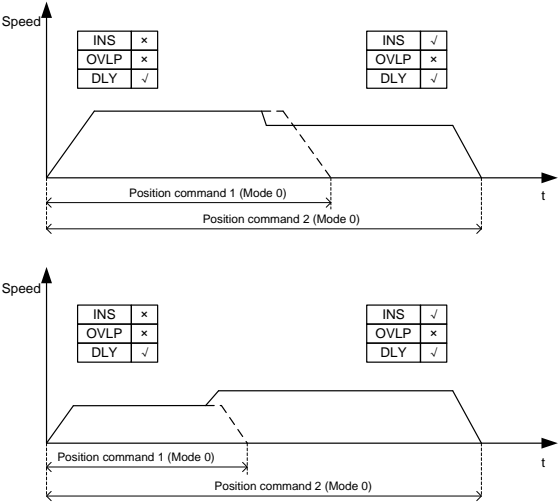 Speed
INS × INS √
OVLP × OVLP ×
DLY √ DLY √
Position command 1 (Mode 0)
t
Position command 2 (Mode 0)
Speed
INS × INS √
OVLP × OVLP ×
DLY √ DLY √
Position command 1 (Mode 0)
t
Position command 2 (Mode 0)